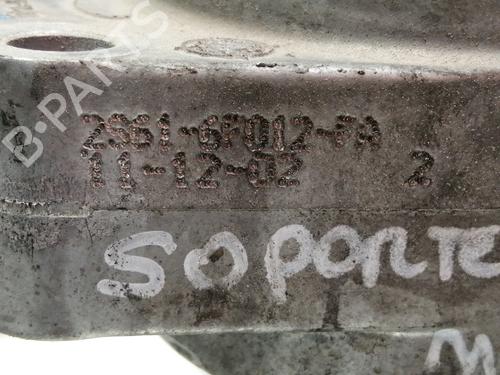 B-PARTS
2S61-6F012-FA
11-12-02 2
SOPORTE
M